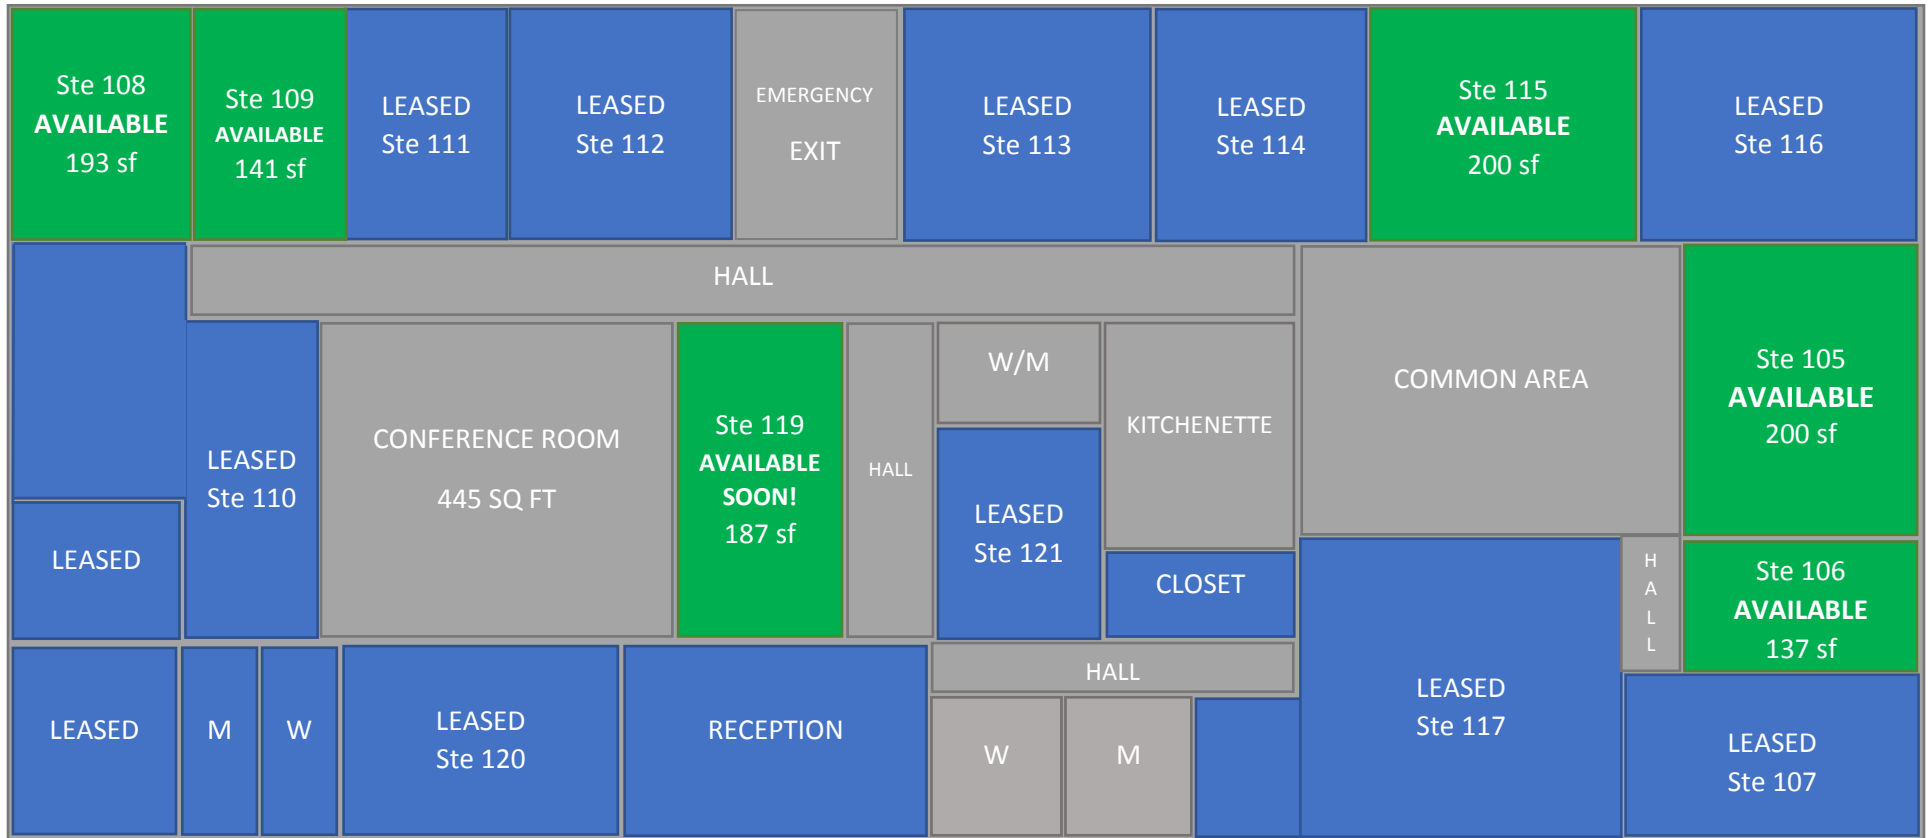 Ste 108
AVAILABLE
193 sf
Ste 109
AVAILABLE
141 sf
LEASED
Ste 111
LEASED
Ste 112
EMERGENCY
EXIT
LEASED
Ste 113
LEASED
Ste 114
Ste 115
AVAILABLE
200 sf
LEASED
Ste 116
HALL
LEASED
Ste 110
CONFERENCE ROOM
445 SQ FT
Ste 119
AVAILABLE
SOON!
187 sf
HALL
W/M
KITCHENETTE
COMMON AREA
Ste 105
AVAILABLE
200 sf
LEASED
LEASED
Ste 121
CLOSET
H
A
L
L
Ste 106
AVAILABLE
137 sf
LEASED
M
W
LEASED
Ste 120
RECEPTION
HALL
W
M
LEASED
Ste 117
LEASED
Ste 107